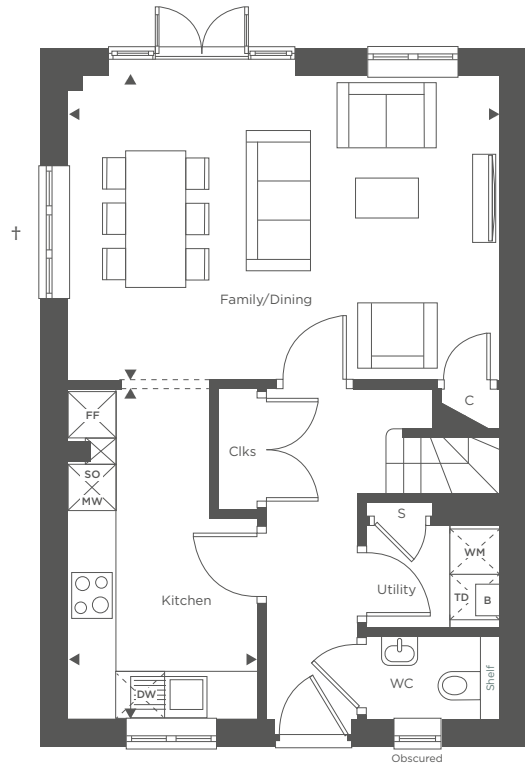 †
Family/Dining
C
FF
Clks
SO
MW
S
WM
Utility
TD
B
Kitchen
DW
WC
Shelf
Obscured